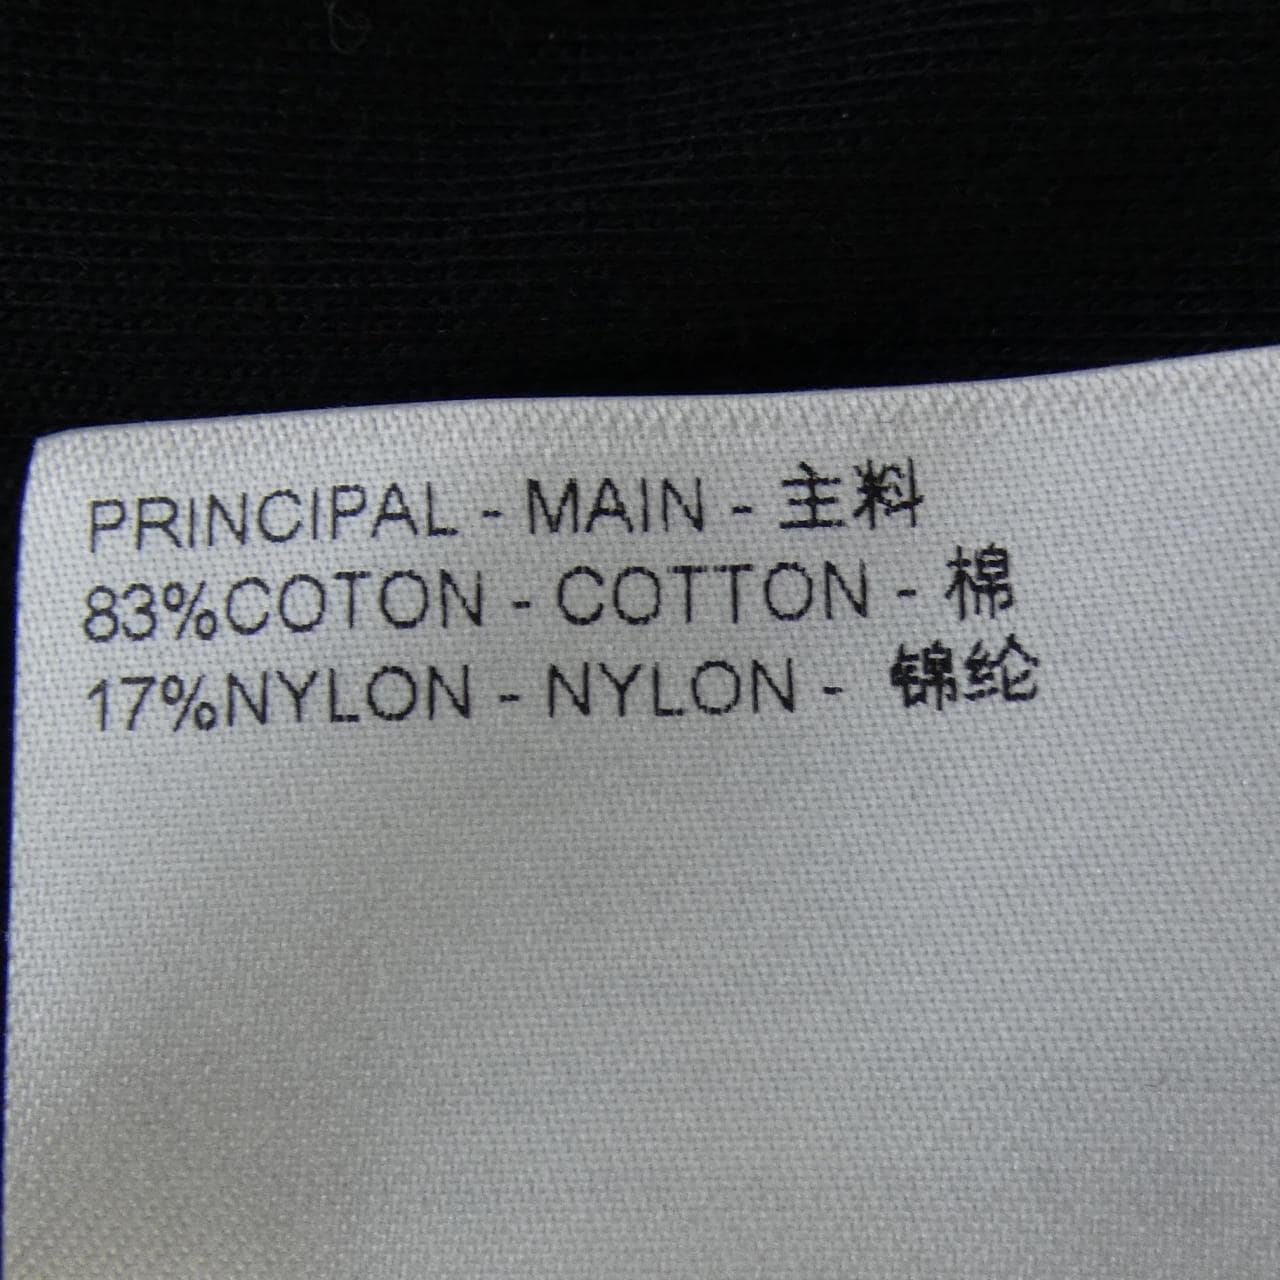 PRINCIPAL - MAIN - 主料
83%COTON - COTTON - 棉
17%NYLON - NYLON - 锦纶